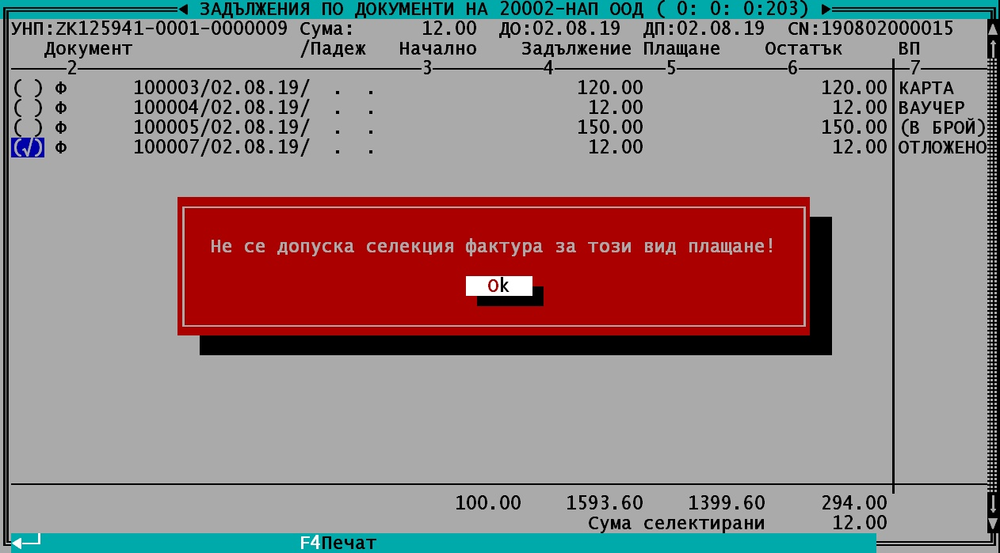 ЗАДЪЛЖЕНИЯ ПО ДОКУМЕНТИ НА 20002-НАП ООД ( 0: 0: 0:203)
УНП:ZK125941-0001-0000009 Сума: 12.00 ДО:02.08.19 ДП:02.08.19 CN:190802000015
Документ /Падеж Начално Задължение Плащане Остатък ВП
2 3 4 5 6 7
( ) Ф 100003/02.08.19/ . . 120.00 120.00 КАРТА
( ) Ф 100004/02.08.19/ . . 12.00 12.00 ВАУЧЕР
( ) Ф 100005/02.08.19/ . . 150.00 150.00 (В БРОЙ)
(√) Ф 100007/02.08.19/ . . 12.00 12.00 ОТЛОЖЕНО
Не се допуска селекция фактура за този вид плащане!
Ok
100.00 1593.60 1399.60 294.00
Сума селектирани 12.00
F4Печат